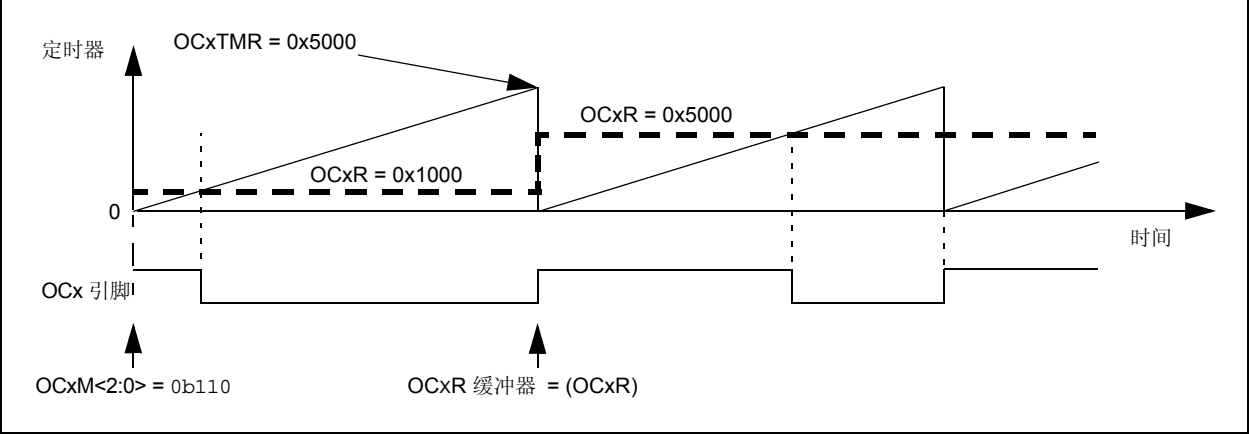 OCxTMR = 0x5000
定时器
OCxR = 0x5000
OCxR = 0x1000
0
时间
OCx 引脚
OCxM<2:0> = 0b110
OCxR 缓冲器 = (OCxR)